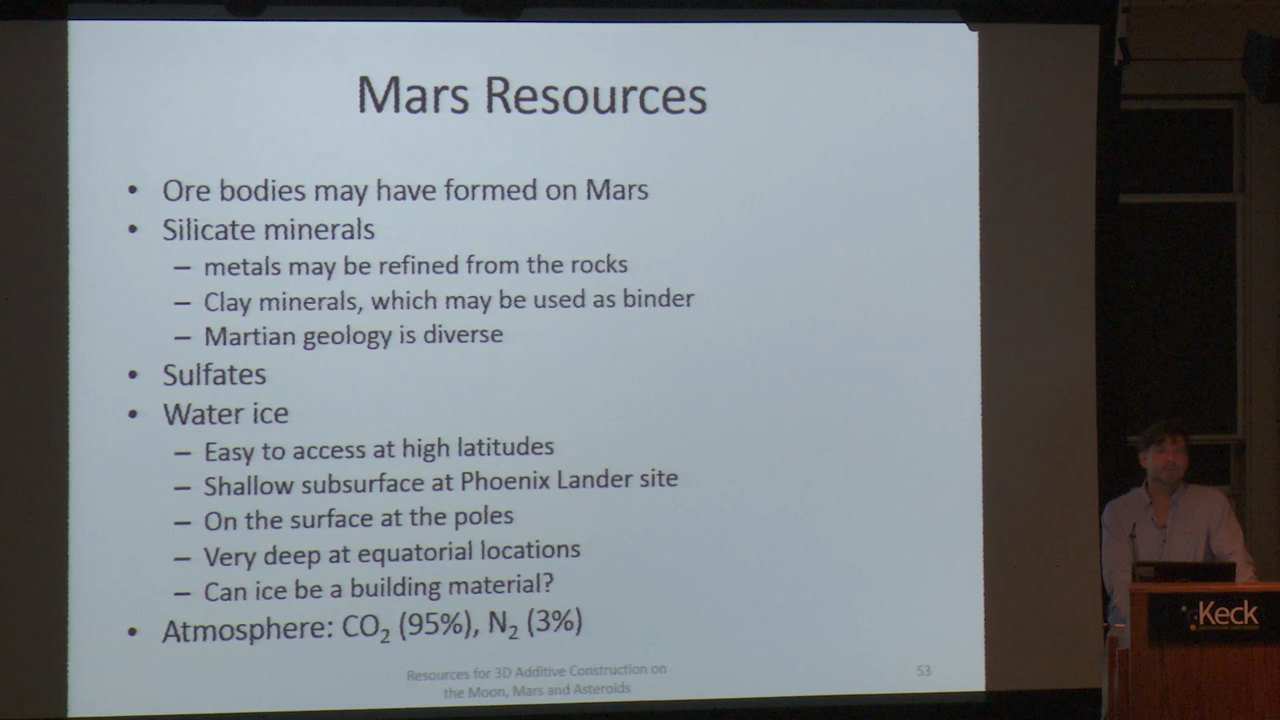 Mars Resources
• Ore bodies may have formed on Mars
• Silicate minerals
– metals may be refined from the rocks
– Clay minerals, which may be used as binder
– Martian geology is diverse
• Sulfates
• Water ice
– Easy to access at high latitudes
– Shallow subsurface at Phoenix Lander site
– On the surface at the poles
– Very deep at equatorial locations
– Can ice be a building material?
• Atmosphere: CO₂ (95%), N₂ (3%)
Resources for 3D Additive Construction on
the Moon, Mars and Asteroids
53
Keck